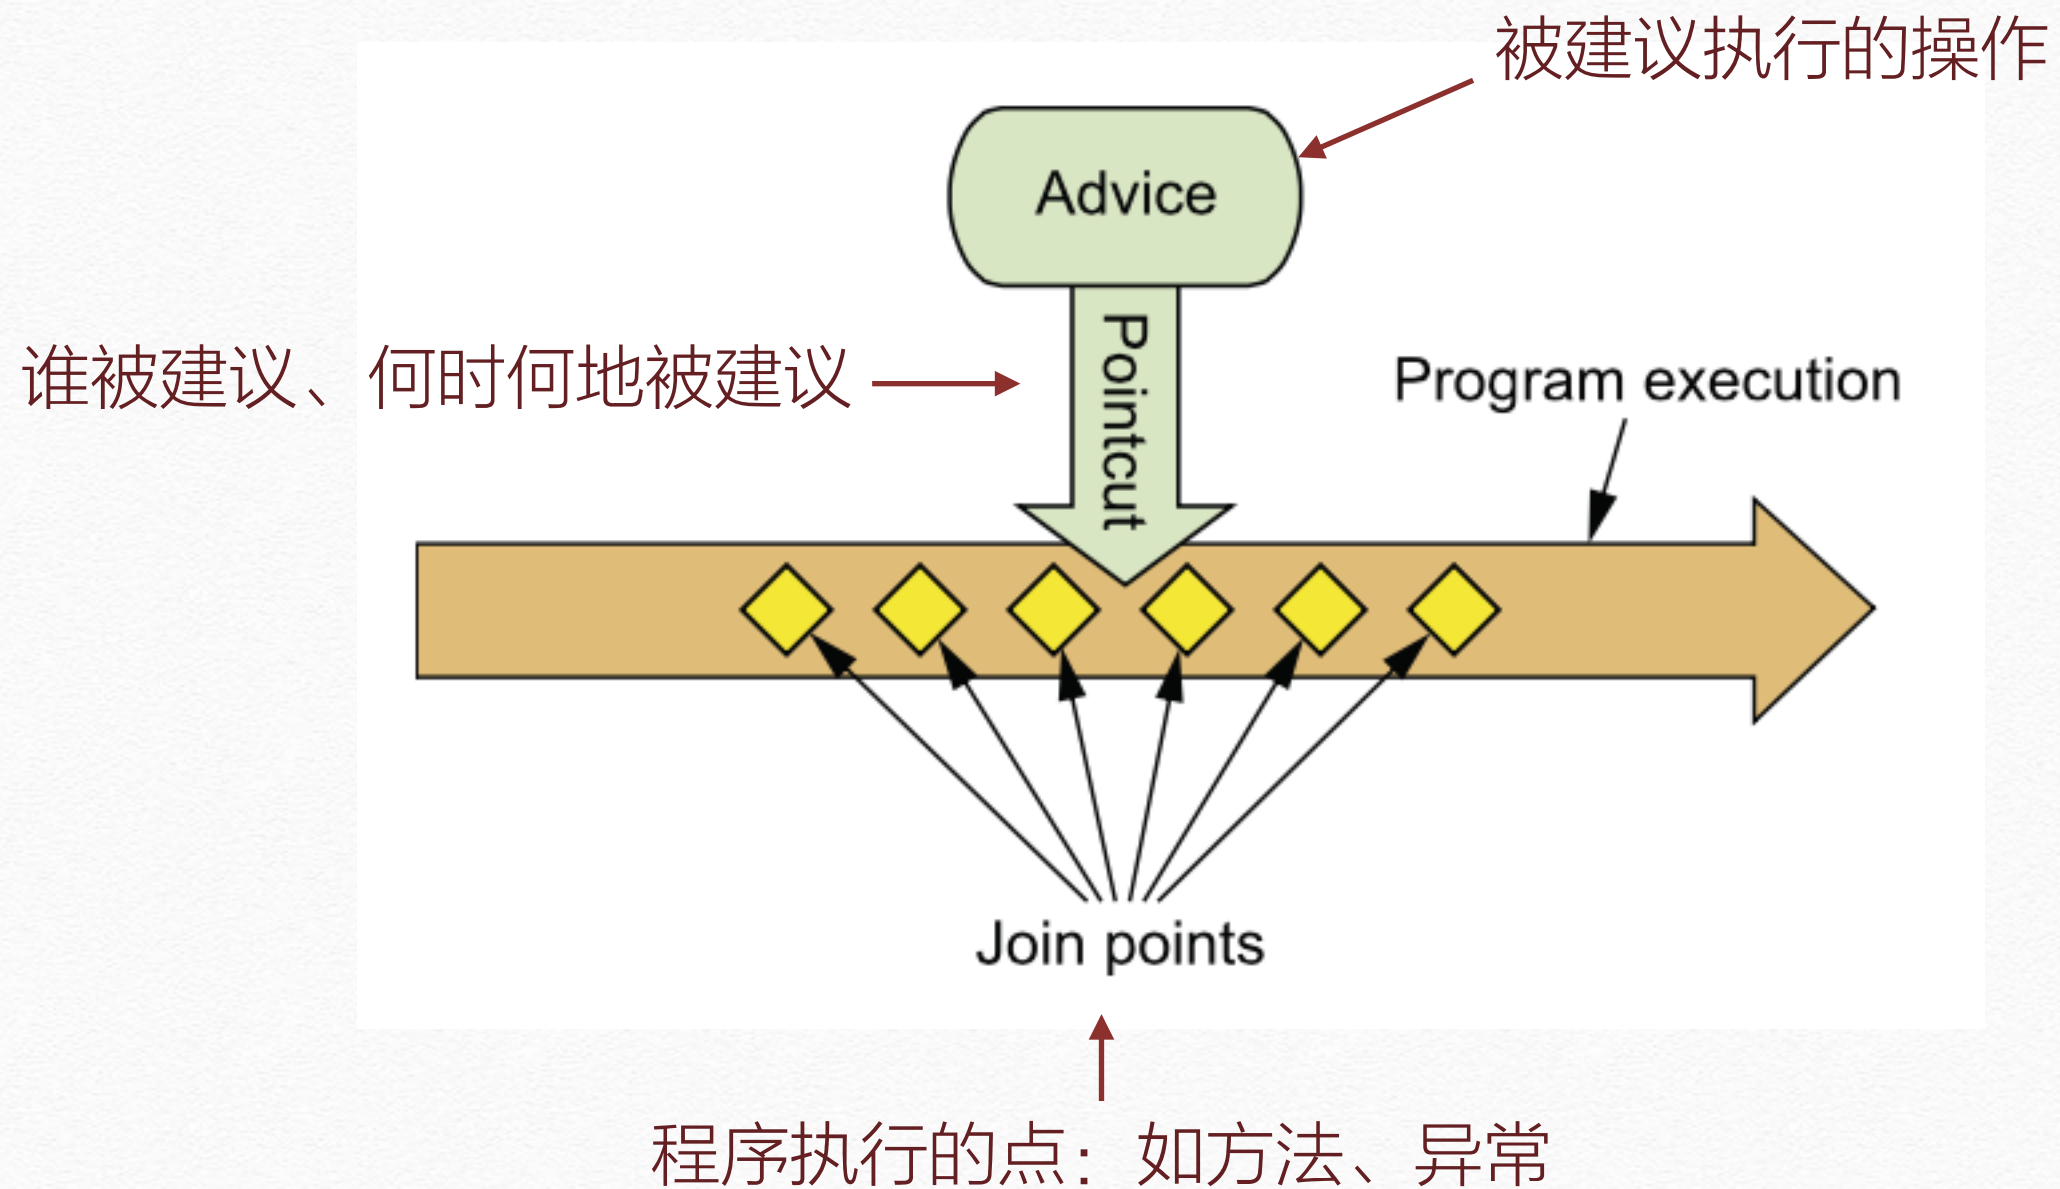 被建议执行的操作
Advice
谁被建议、何时何地被建议
Pointcut
Program execution
Join points
程序执行的点：如方法、异常